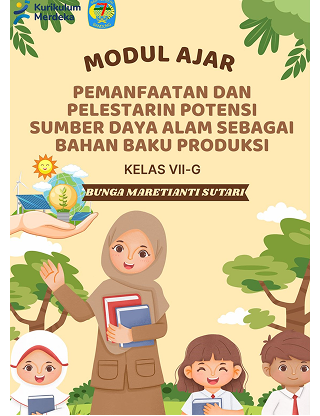 Kurikulum
Merdeka
MODUL AJAR
PEMANFAATAN DAN
PELESTARIN POTENSI
SUMBER DAYA ALAM SEBAGAI
BAHAN BAKU PRODUKSI
KELAS VII-G
BUNGA MARETIANTI SUTARI